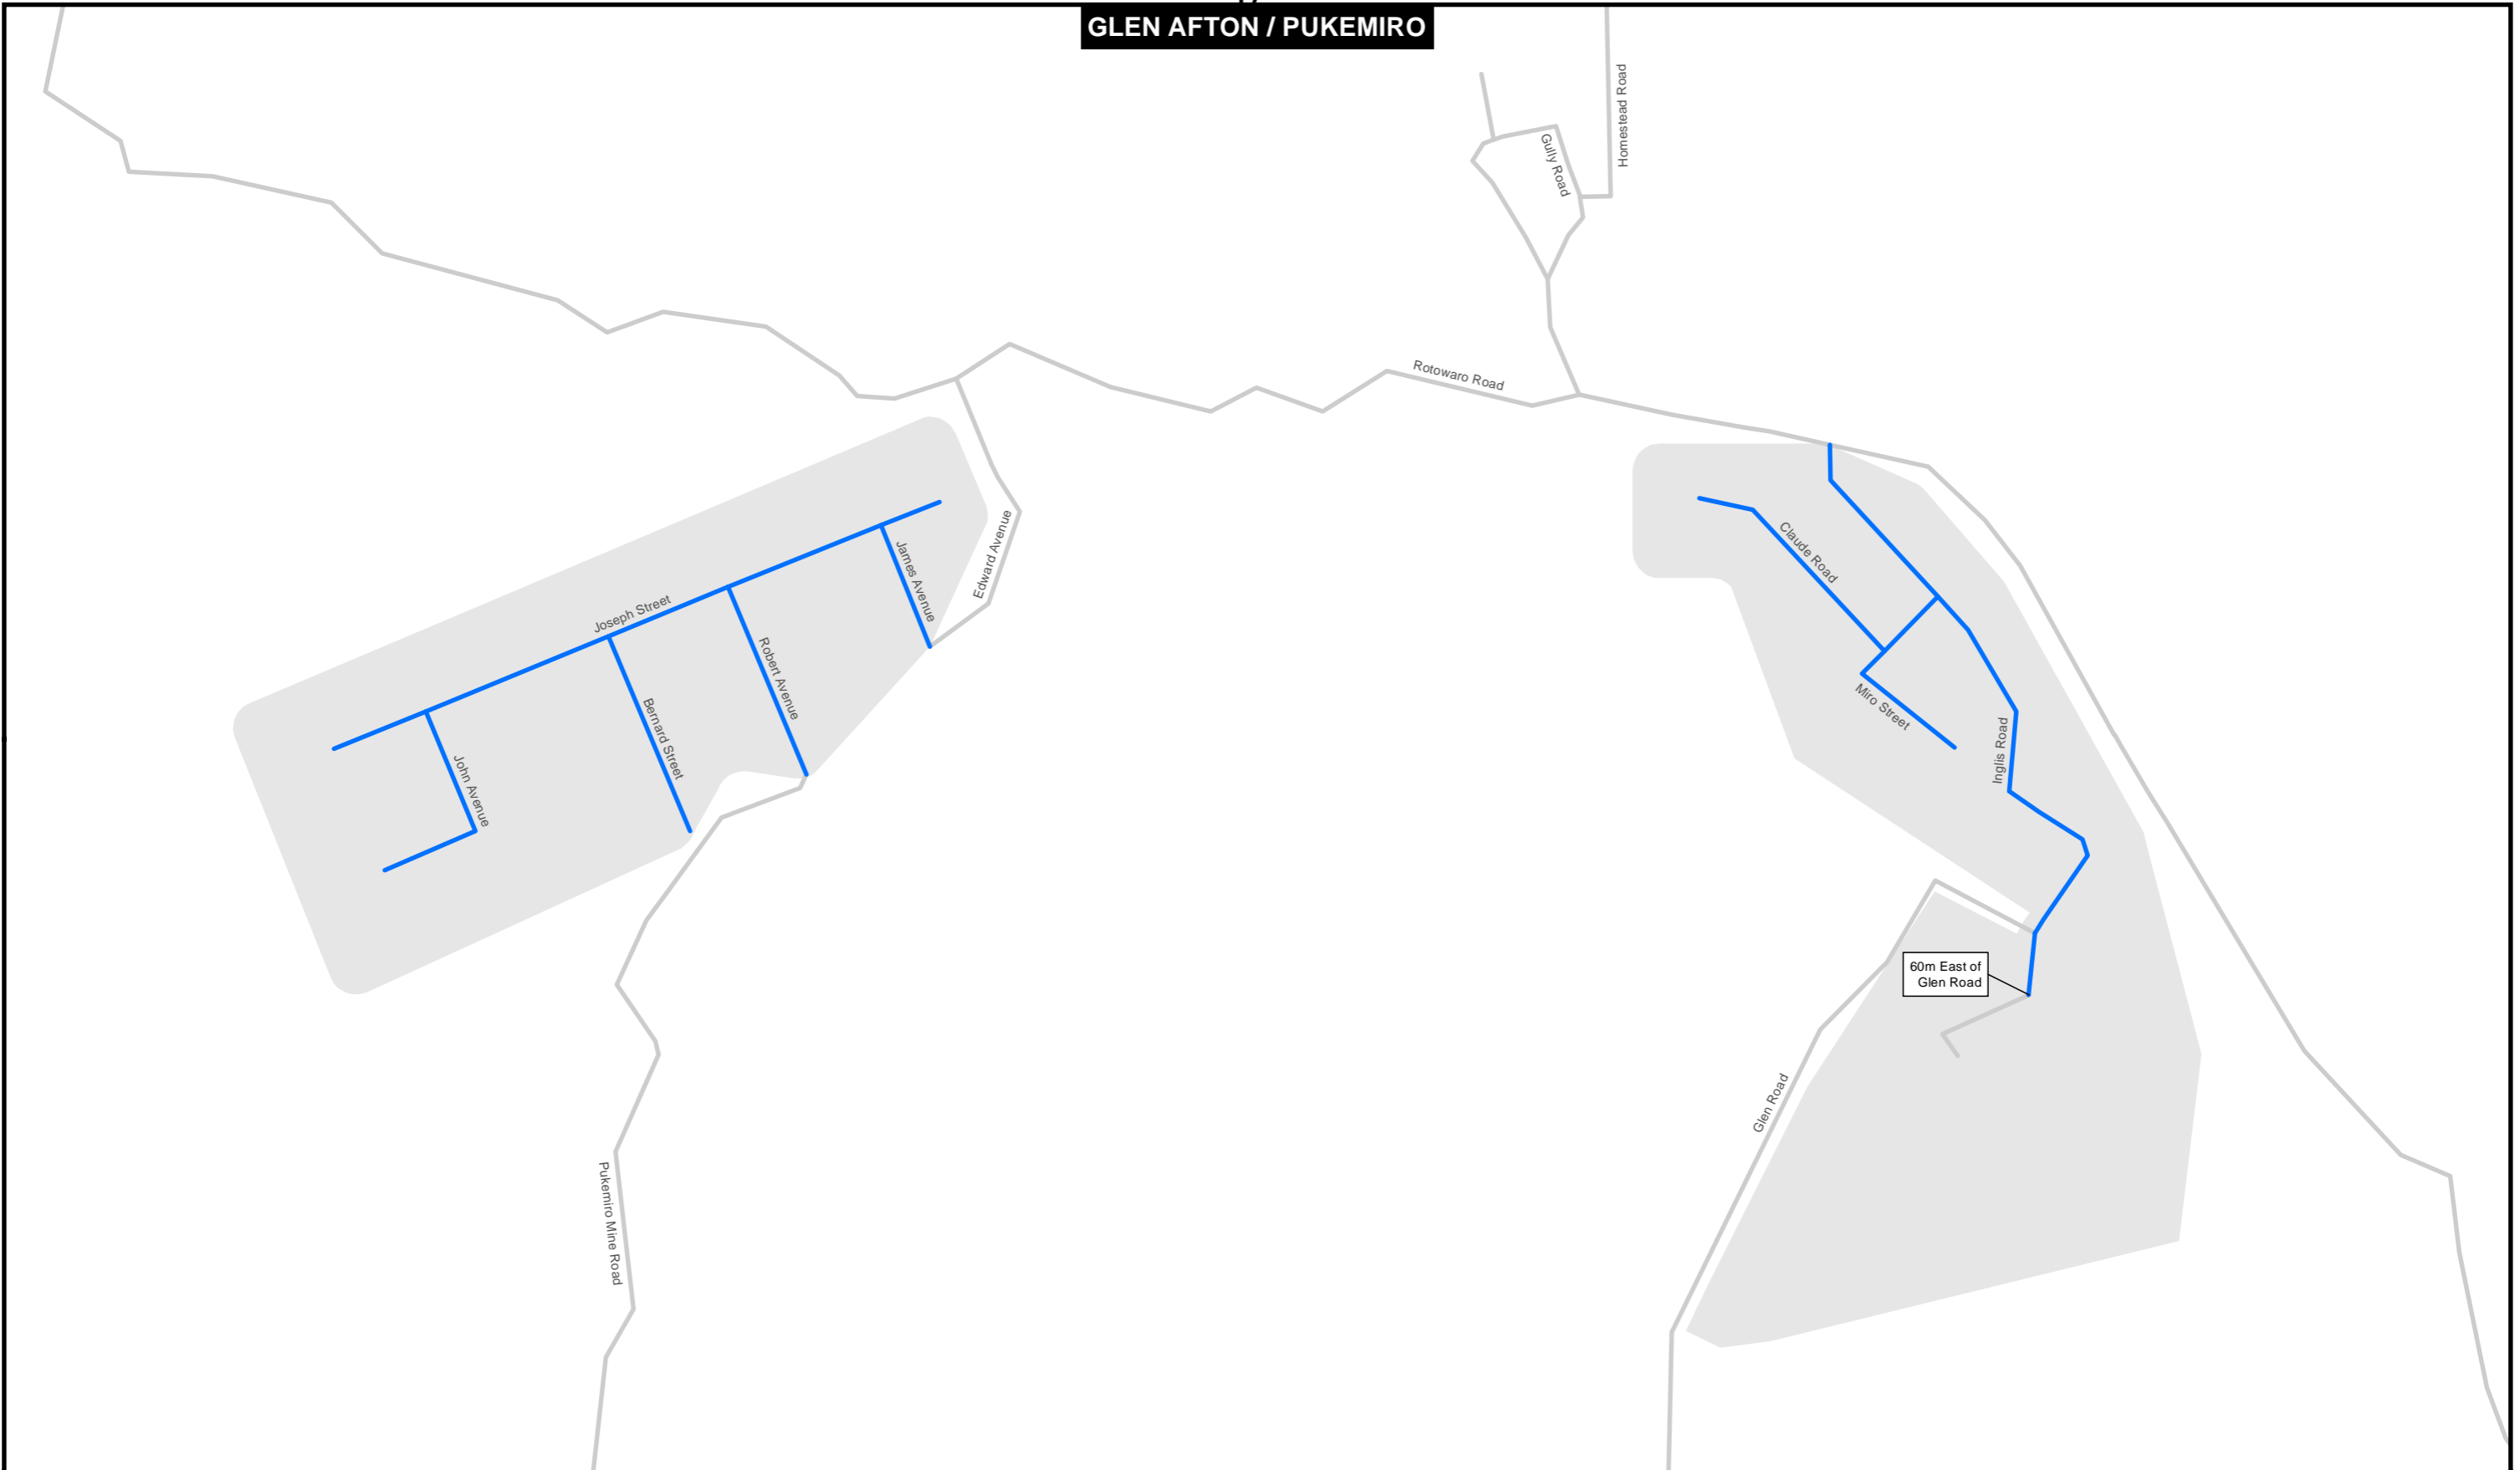 GLEN AFTON / PUKEMIRO
Homestead Road
Gully Road
Rotowaro Road
Edward Avenue
James Avenue
Joseph Street
Robert Avenue
Bernard Street
John Avenue
Pukemiro Mine Road
Claude Road
Miro Street
Inglis Road
60m East of
Glen Road
Glen Road